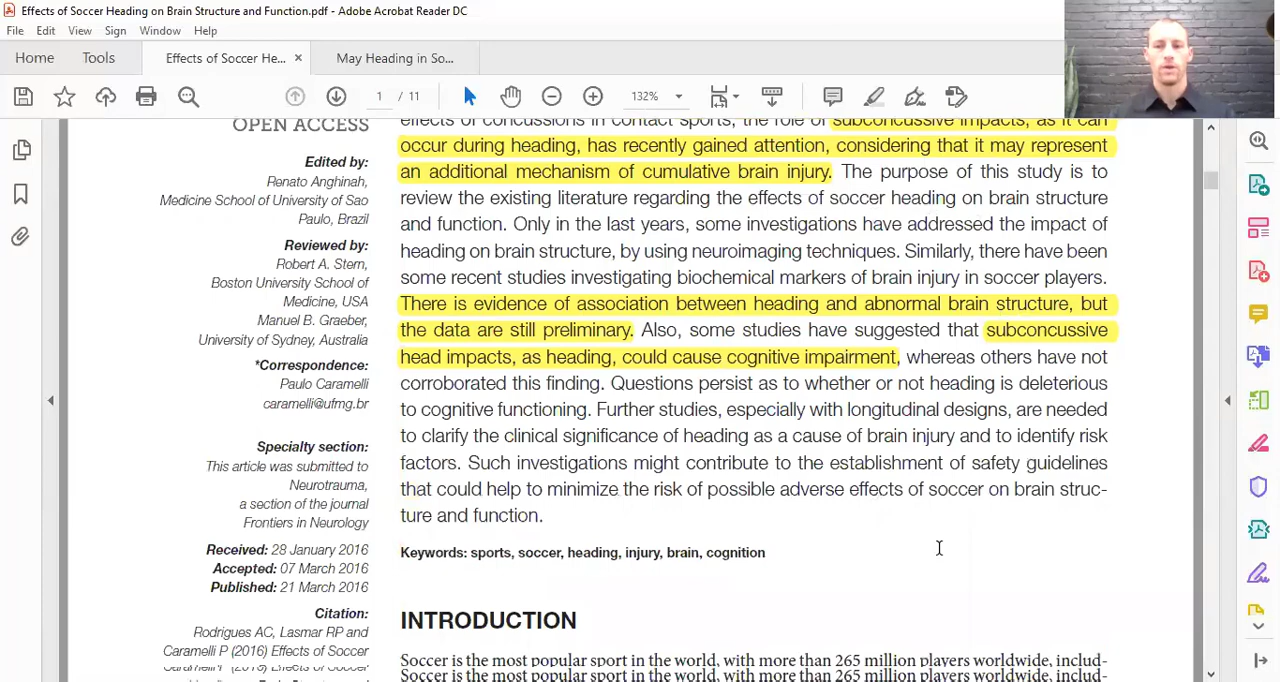 Effects of Soccer Heading on Brain Structure and Function.pdf - Adobe Acrobat Reader DC
File Edit View Sign Window Help
Home Tools Effects of Soccer He... × May Heading in So...
1 / 11 132%
OPEN ACCESS
Edited by:
Renato Anghinah,
Medicine School of University of Sao
Paulo, Brazil
Reviewed by:
Robert A. Stern,
Boston University School of
Medicine, USA
Manuel B. Graeber,
University of Sydney, Australia
*Correspondence:
Paulo Caramelli
caramelli@ufmg.br
Specialty section:
This article was submitted to
Neurotrauma,
a section of the journal
Frontiers in Neurology
Received: 28 January 2016
Accepted: 07 March 2016
Published: 21 March 2016
Citation:
Rodrigues AC, Lasmar RP and
Caramelli P (2016) Effects of Soccer
effects of concussions in contact sports, the role of subconcussive impacts, as it can
occur during heading, has recently gained attention, considering that it may represent
an additional mechanism of cumulative brain injury. The purpose of this study is to
review the existing literature regarding the effects of soccer heading on brain structure
and function. Only in the last years, some investigations have addressed the impact of
heading on brain structure, by using neuroimaging techniques. Similarly, there have been
some recent studies investigating biochemical markers of brain injury in soccer players.
There is evidence of association between heading and abnormal brain structure, but
the data are still preliminary. Also, some studies have suggested that subconcussive
head impacts, as heading, could cause cognitive impairment, whereas others have not
corroborated this finding. Questions persist as to whether or not heading is deleterious
to cognitive functioning. Further studies, especially with longitudinal designs, are needed
to clarify the clinical significance of heading as a cause of brain injury and to identify risk
factors. Such investigations might contribute to the establishment of safety guidelines
that could help to minimize the risk of possible adverse effects of soccer on brain struc-
ture and function.
Keywords: sports, soccer, heading, injury, brain, cognition
INTRODUCTION
Soccer is the most popular sport in the world, with more than 265 million players worldwide, includ-